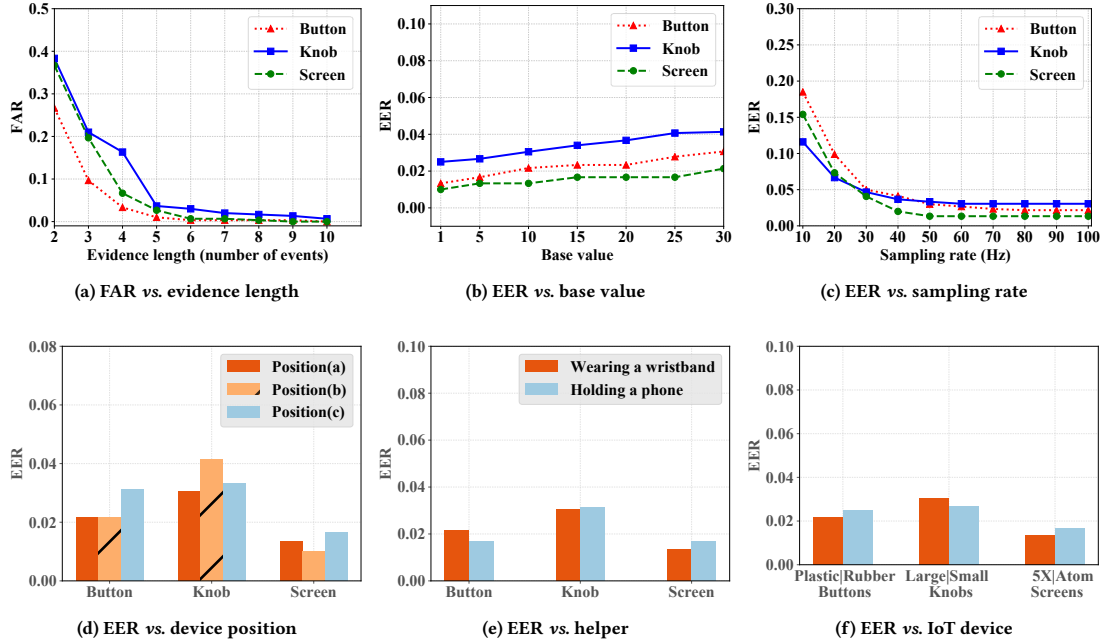 0.5
0.4
0.3
0.2
0.1
0.0
FAR
Button
Knob
Screen
2 3 4 5 6 7 8 9 10
Evidence length (number of events)
(a) FAR vs. evidence length
0.10
0.08
0.06
0.04
0.02
0.00
EER
Button
Knob
Screen
1 5 10 15 20 25 30
Base value
(b) EER vs. base value
0.30
0.25
0.20
0.15
0.10
0.05
0.00
EER
Button
Knob
Screen
10 20 30 40 50 60 70 80 90 100
Sampling rate (Hz)
(c) EER vs. sampling rate
0.08
0.06
0.04
0.02
0.00
EER
Position(a)
Position(b)
Position(c)
Button Knob Screen
(d) EER vs. device position
0.10
0.08
0.06
0.04
0.02
0.00
EER
Wearing a wristband
Holding a phone
Button Knob Screen
(e) EER vs. helper
0.10
0.08
0.06
0.04
0.02
0.00
EER
Plastic|Rubber Large|Small 5X|Atom
Buttons Knobs Screens
(f) EER vs. IoT device